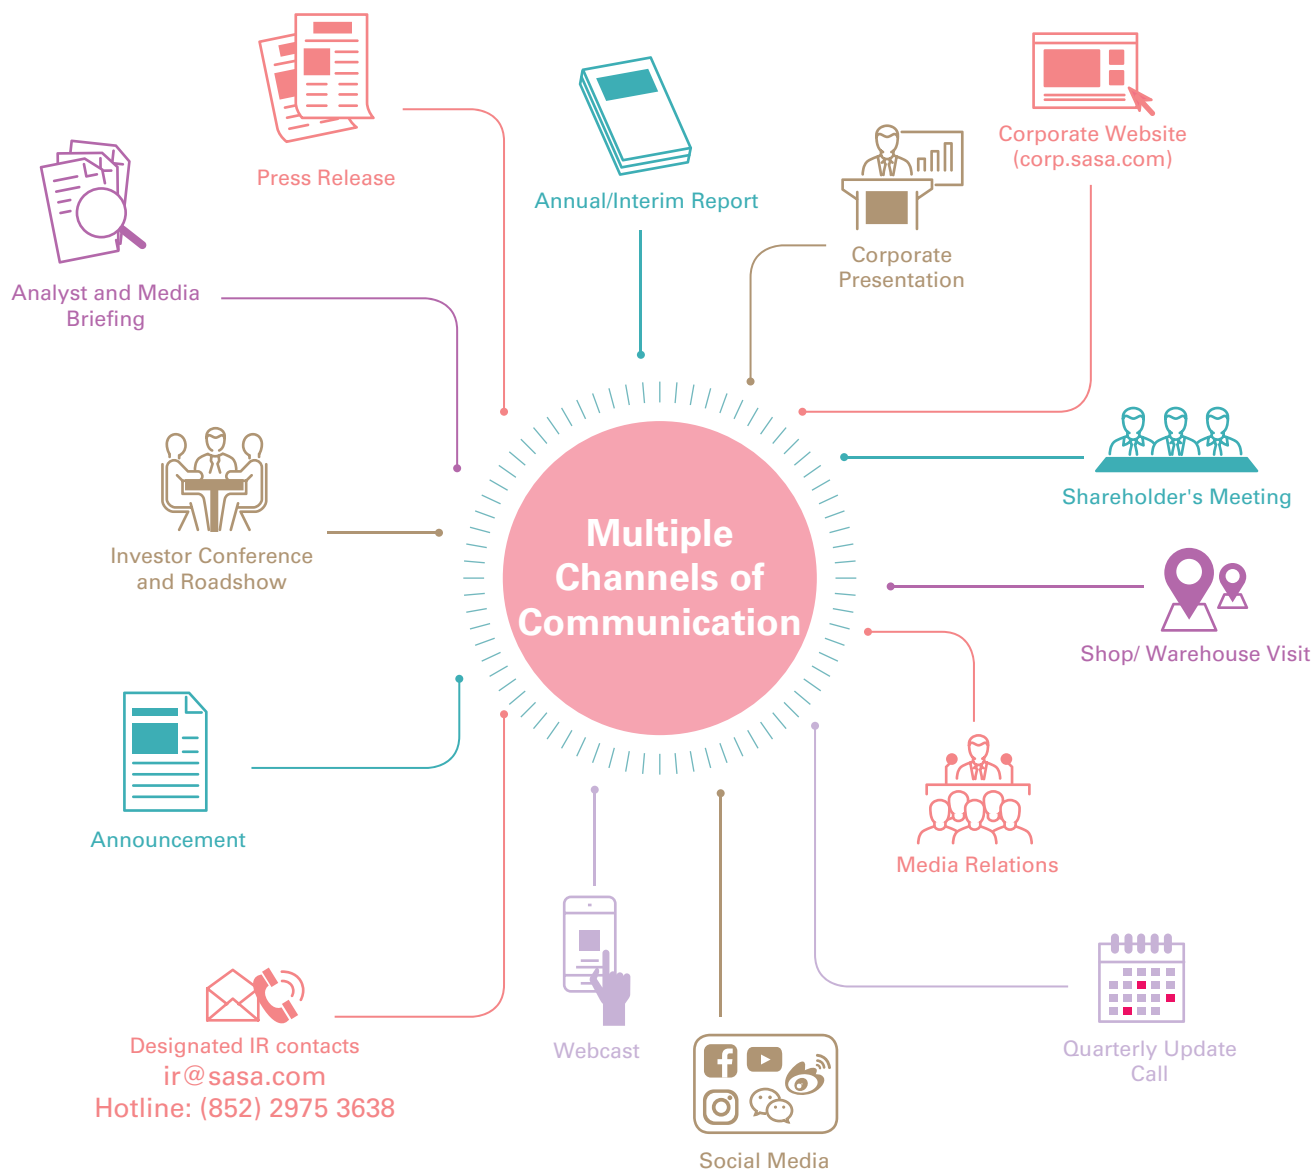 Press Release
Annual/Interim Report
Corporate Website
(corp.sasa.com)
Corporate
Presentation
Analyst and Media
Briefing
Shareholder's Meeting
Investor Conference
and Roadshow
Multiple
Channels of
Communication
Shop/ Warehouse Visit
Announcement
Media Relations
Designated IR contacts
ir@sasa.com
Hotline: (852) 2975 3638
Webcast
Quarterly Update
Call
Social Media